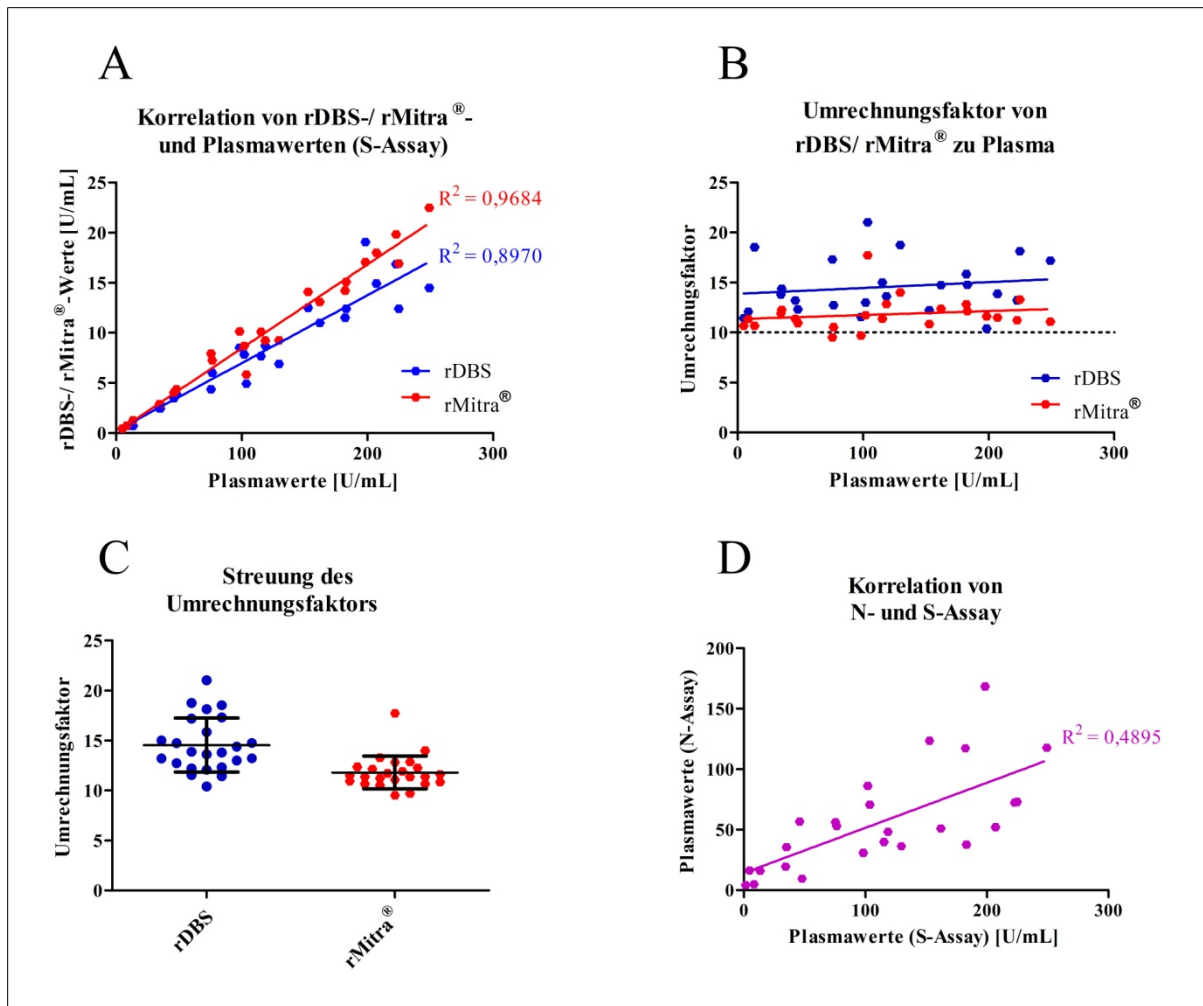 A
Korrelation von rDBS-/ rMitra®-
und Plasmawerten (S-Assay)
rDBS-/ rMitra®-Werte [U/mL]
25
20
15
10
5
0
R² = 0,9684
R² = 0,8970
rDBS
rMitra®
0 100 200 300
Plasmawerte [U/mL]
B
Umrechnungsfaktor von
rDBS/ rMitra® zu Plasma
Umrechnugsfaktor
25
20
15
10
5
0
rDBS
rMitra®
0 100 200 300
Plasmawerte [U/mL]
C
Streuung des
Umrechnungsfaktors
Umrechnungsfaktor
25
20
15
10
5
0
rDBS
rMitra®
D
Korrelation von
N- und S-Assay
Plasmawerte (N-Assay)
200
150
100
50
0
R² = 0,4895
0 100 200 300
Plasmawerte (S-Assay) [U/mL]